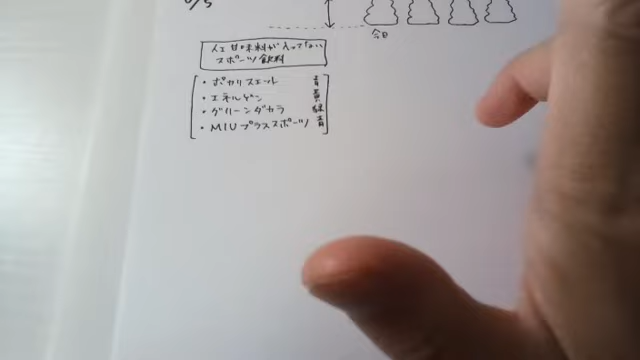 6/5
今日
人工甘味料が入ってない
スポーツ飲料
・ポカリスエット 青
・エネルゲン 黄
・グリーンダカラ 緑
・MIUプラススポーツ 青